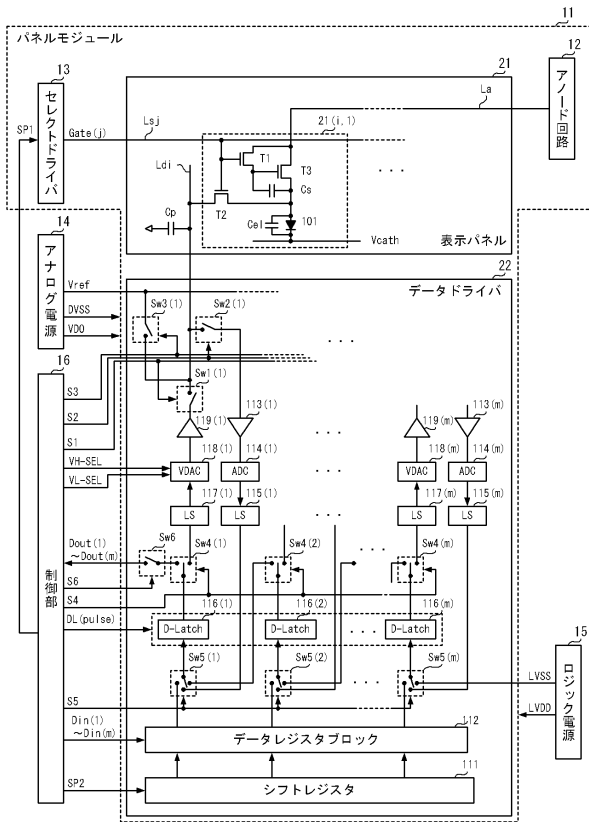 11
パネルモジュール
12
アノード回路
13
セレクトドライバ
SP1
Gate(j)
Lsj
21
La
21(i,1)
Ldi
T1
T3
Cs
T2
Cp
Cel
101
Vcath
表示パネル
14
アナログ電源
Vref
DVSS
VD0
22
データドライバ
Sw3(1)
Sw2(1)
Sw1(1)
16
制御部
S3
S2
S1
VH-SEL
VL-SEL
119(1)
113(1)
119(m)
113(m)
118(1)
114(1)
118(m)
114(m)
VDAC
ADC
VDAC
ADC
117(1)
115(1)
117(m)
115(m)
LS
LS
LS
LS
Dout(1)
~Dout(m)
Sw6
Sw4(1)
Sw4(2)
Sw4(m)
S6
S4
DL(pulse)
116(1)
116(2)
116(m)
D-Latch
D-Latch
D-Latch
Sw5(1)
Sw5(2)
Sw5(m)
15
ロジック電源
LVSS
LVDD
S5
Din(1)
~Din(m)
112
データレジスタブロック
111
SP2
シフトレジスタ